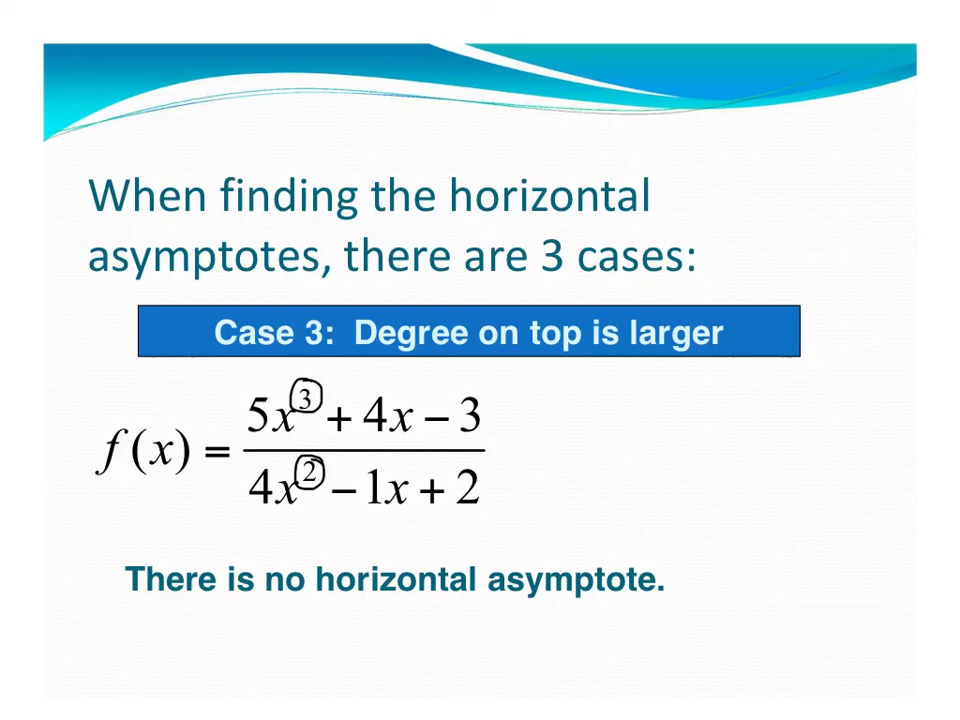 When finding the horizontal
asymptotes, there are 3 cases:
Case 3: Degree on top is larger
f(x) = (5x³ + 4x − 3) / (4x² − 1x + 2)
There is no horizontal asymptote.